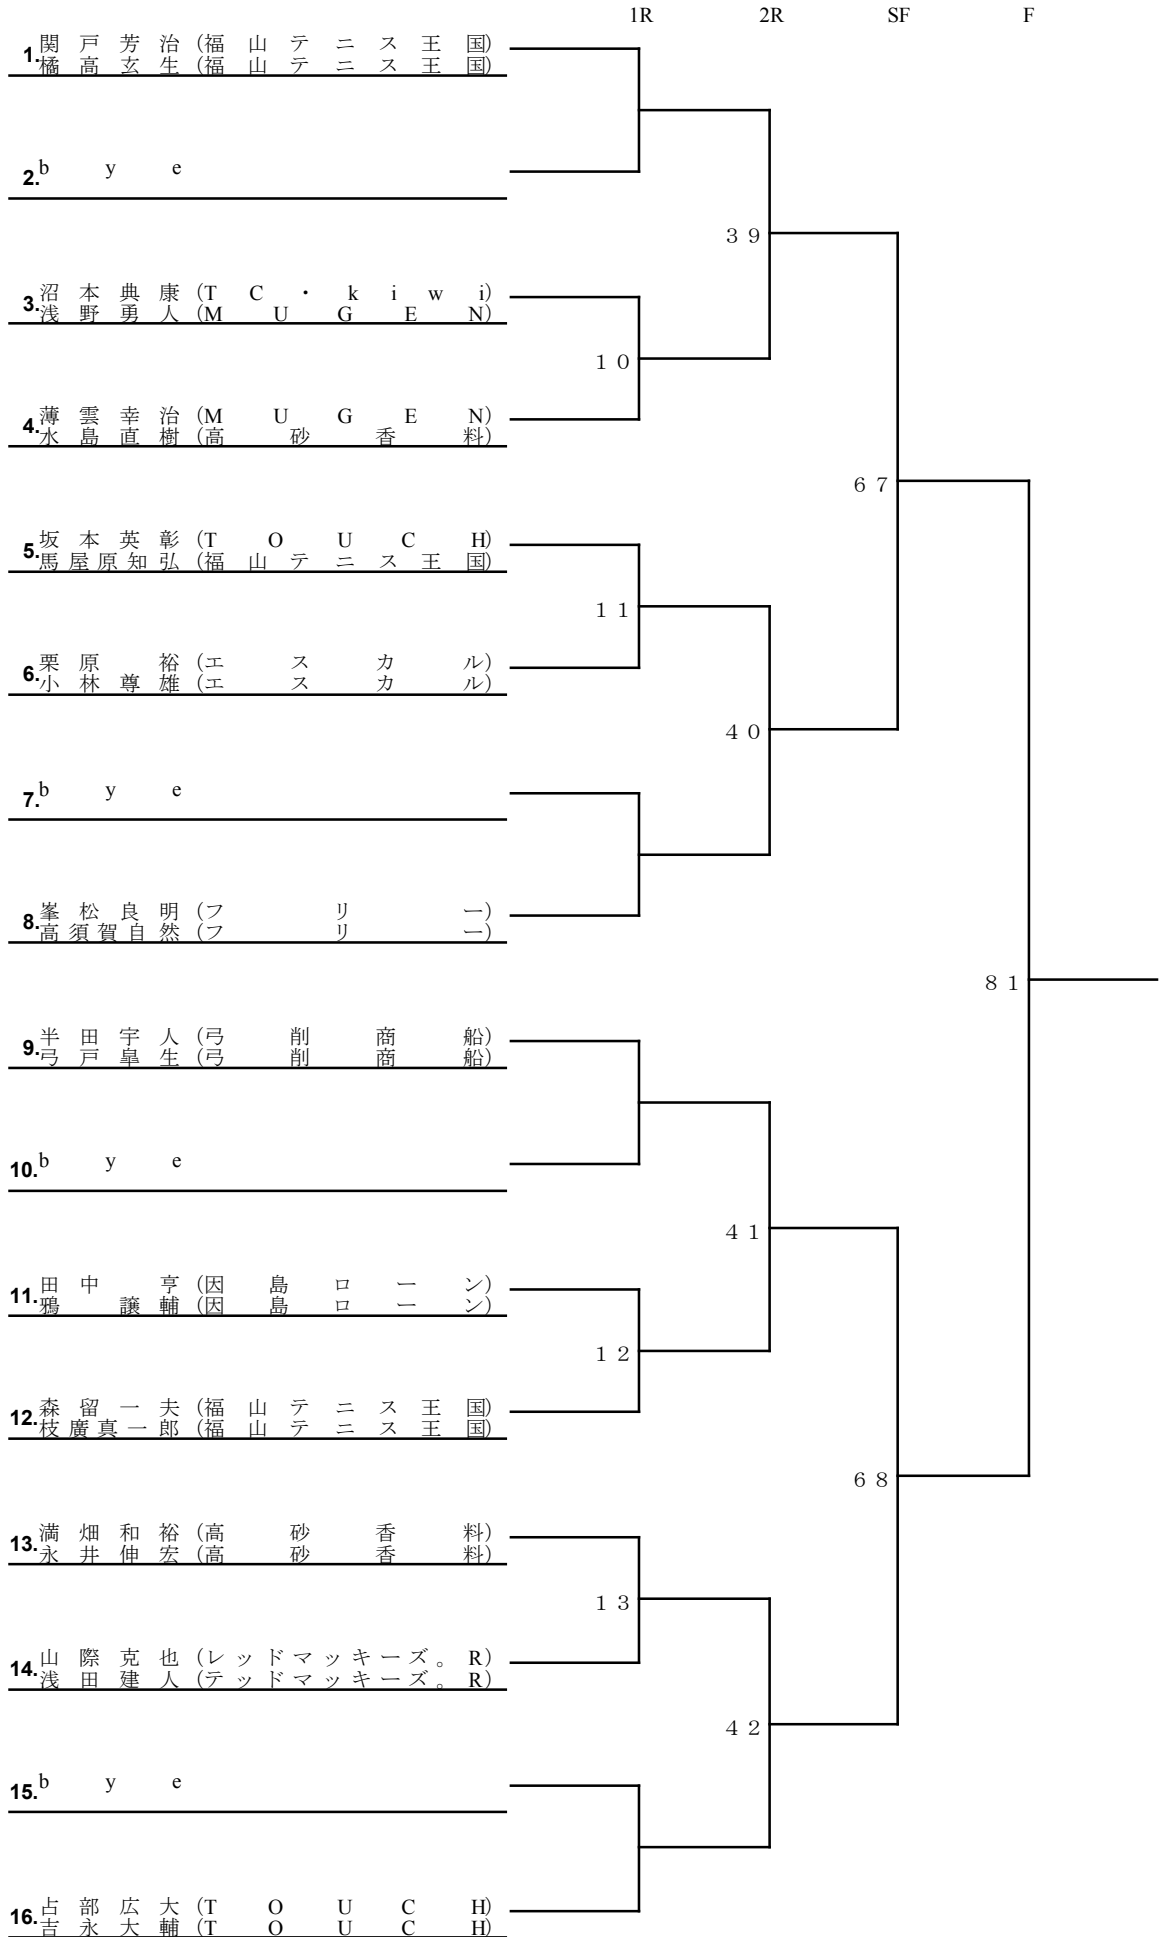 1R 2R SF F
1. 関戸芳治(福山テニス王国)
橘高玄生(福山テニス王国)
2. bye
39
3. 沼本典康(TC・kiwi)
浅野勇人(MUGEN)
10
4. 薄雲幸治(MUGEN)
水島直樹(高砂香料)
67
5. 坂本英彰(TOUCH)
馬屋原知弘(福山テニス王国)
11
6. 栗原裕(エスカル)
小林尊雄(エスカル)
40
7. bye
8. 峯松良明(フリー)
高須賀自然(フリー)
81
9. 半田宇人(弓削商船)
弓戸皐生(弓削商船)
10. bye
41
11. 田中亨(因島ローン)
鴉譲輔(因島ローン)
12
12. 森留一夫(福山テニス王国)
枝廣真一郎(福山テニス王国)
68
13. 満畑和裕(高砂香料)
永井伸宏(高砂香料)
13
14. 山際克也(レッドマッキーズ。R)
浅田建人(テッドマッキーズ。R)
42
15. bye
16. 占部広大(TOUCH)
吉永大輔(TOUCH)